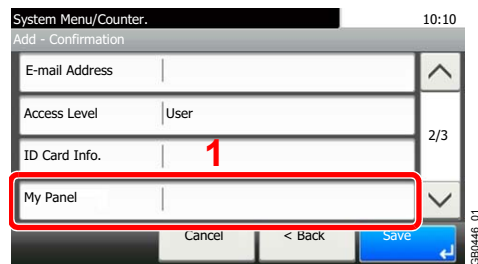 System Menu/Counter. 10:10
Add - Confirmation
E-mail Address
Access Level User
2/3
ID Card Info. 1
My Panel
Cancel < Back Save
GB0446_01